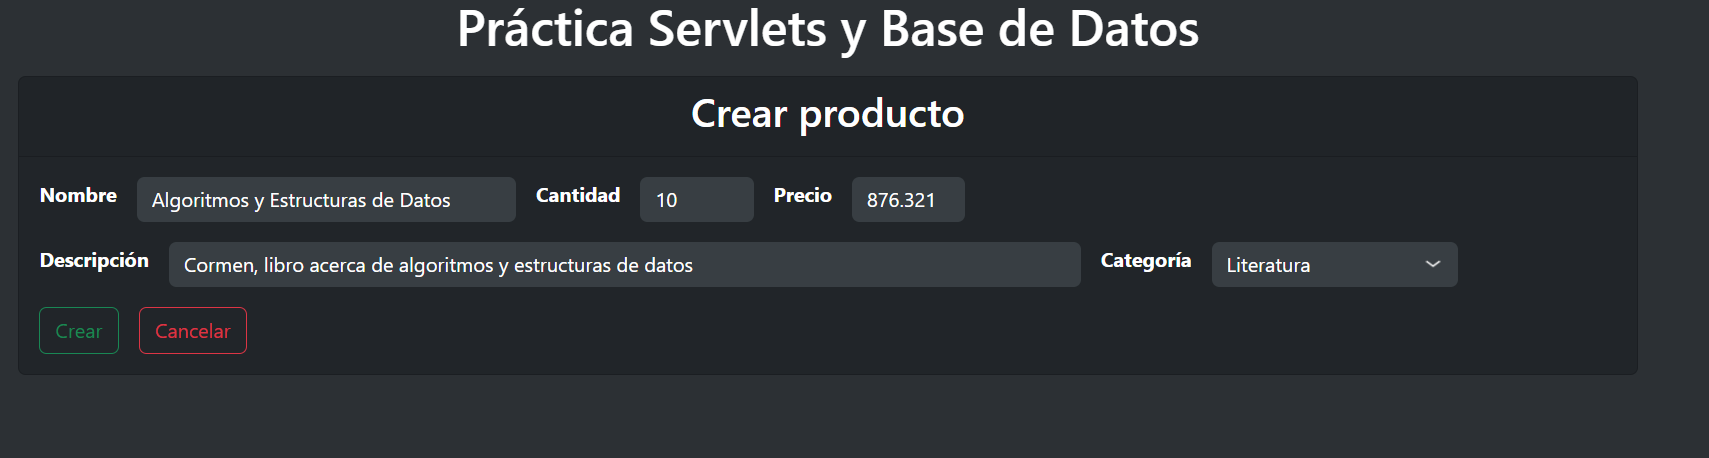 Práctica Servlets y Base de Datos
Crear producto
Nombre Algoritmos y Estructuras de Datos Cantidad 10 Precio 876.321
Descripción Cormen, libro acerca de algoritmos y estructuras de datos Categoría Literatura
Crear Cancelar